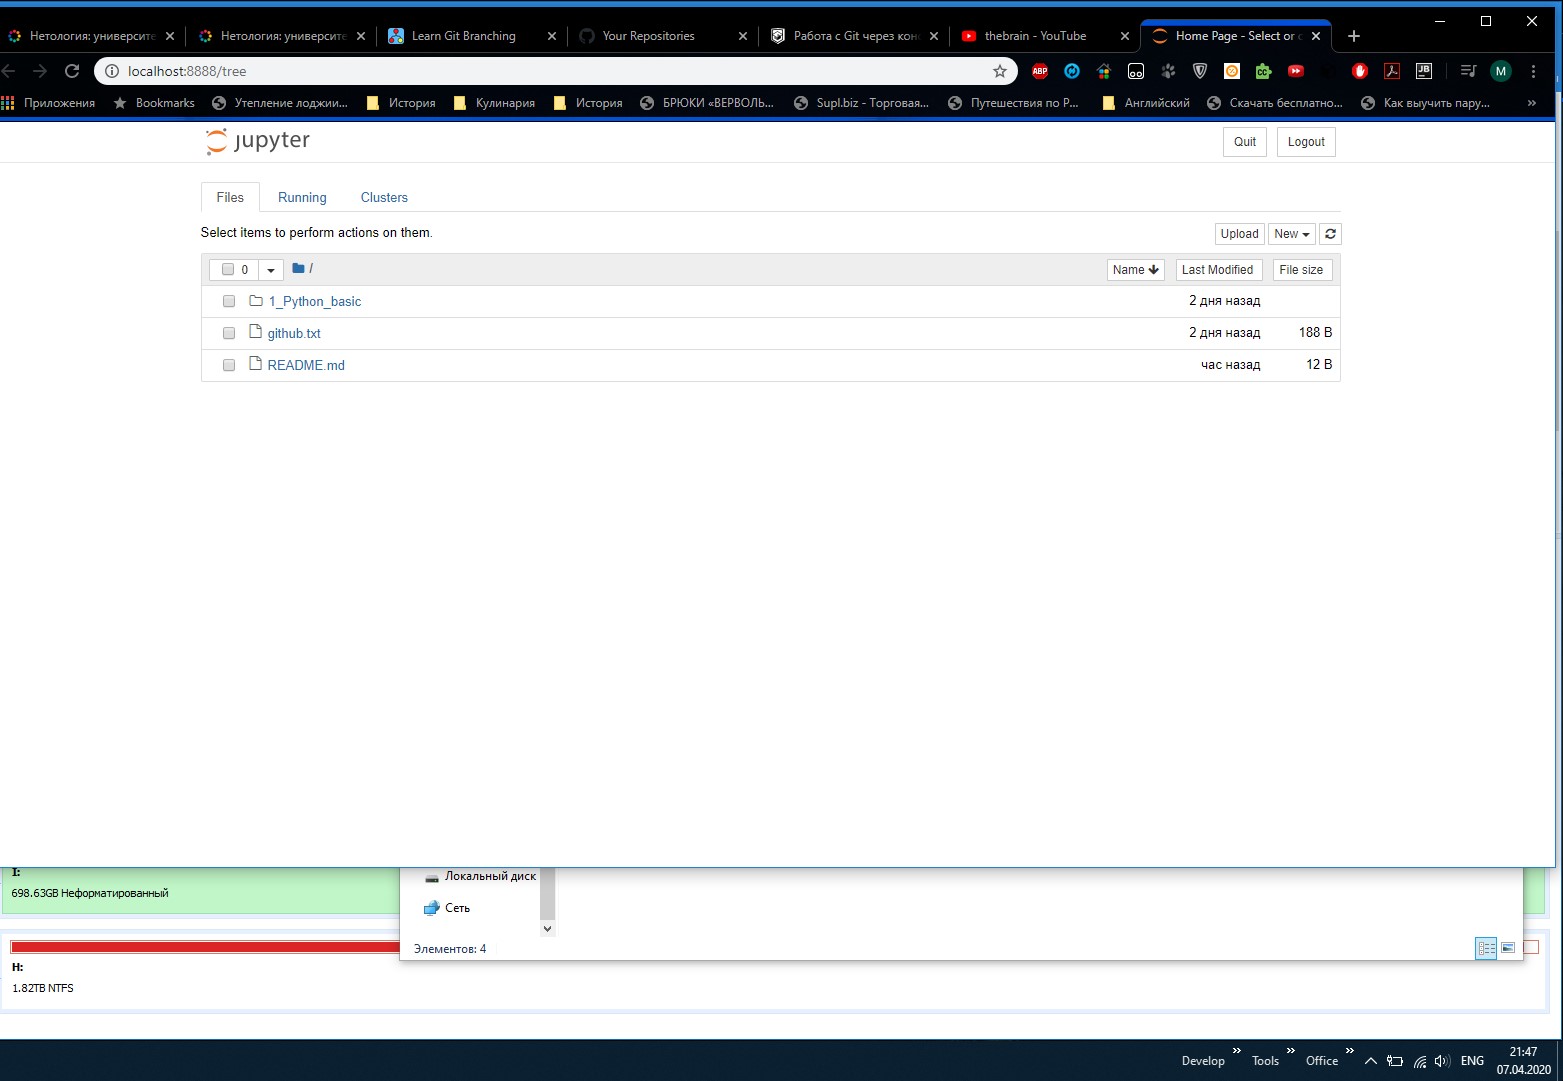 Нетология: университе
Нетология: университе
Learn Git Branching
Your Repositories
Работа с Git через кон
thebrain - YouTube
Home Page - Select or c
localhost:8888/tree
ABP
JB
M
Приложения
Bookmarks
Утепление лоджии...
История
Кулинария
История
БРЮКИ «ВЕРВОЛЬ...
Supl.biz - Торговая...
Путешествия по Р...
Английский
Скачать бесплатно...
Как выучить пару...
»
jupyter
Quit
Logout
Files
Running
Clusters
Select items to perform actions on them.
Upload
New
0
/
Name
Last Modified
File size
1_Python_basic
2 дня назад
github.txt
2 дня назад
188 B
README.md
час назад
12 B
I:
698.63GB Неформатированный
Локальный диск
Сеть
Элементов: 4
H:
1.82TB NTFS
Develop »
Tools »
Office »
ENG
21:47
07.04.2020